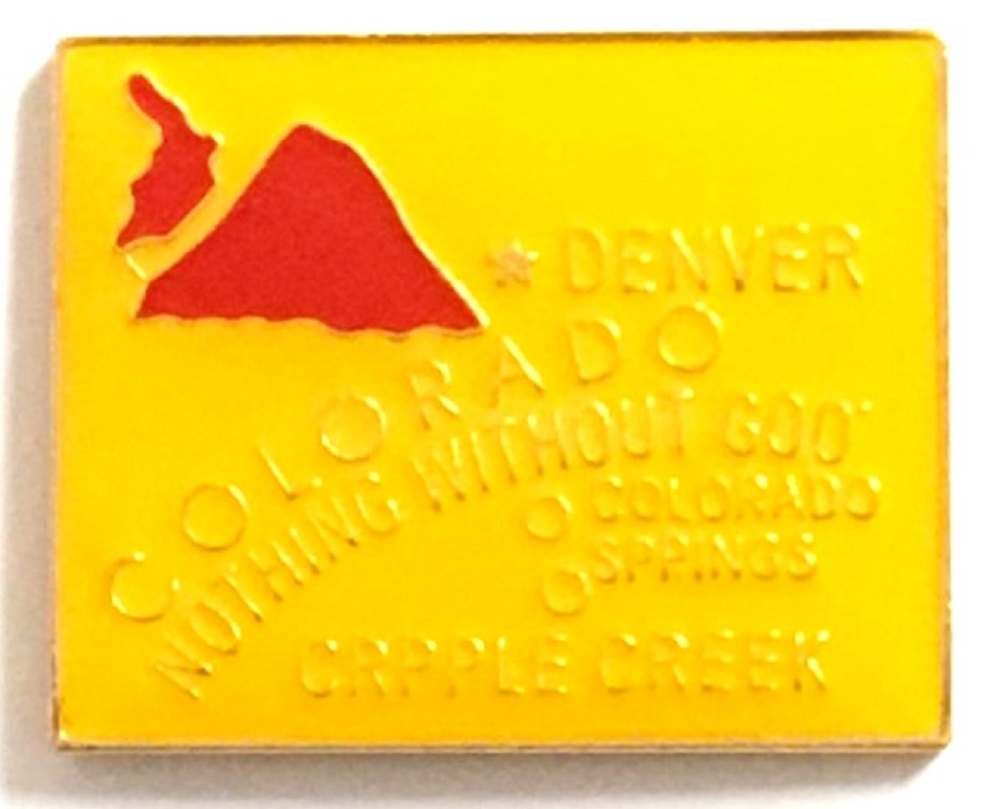 DENVER
COLORADO
NOTHING WITHOUT GOD
COLORADO
SPPINGS
CRPPLE CREEK